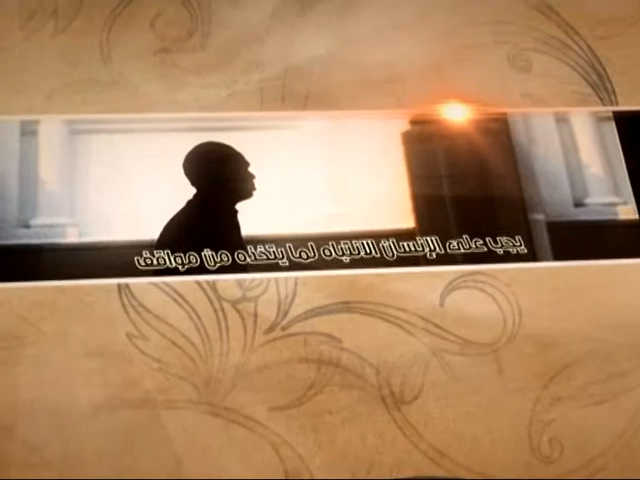 يجب على الإنسان الانتباه لما يتخذه من مواقف